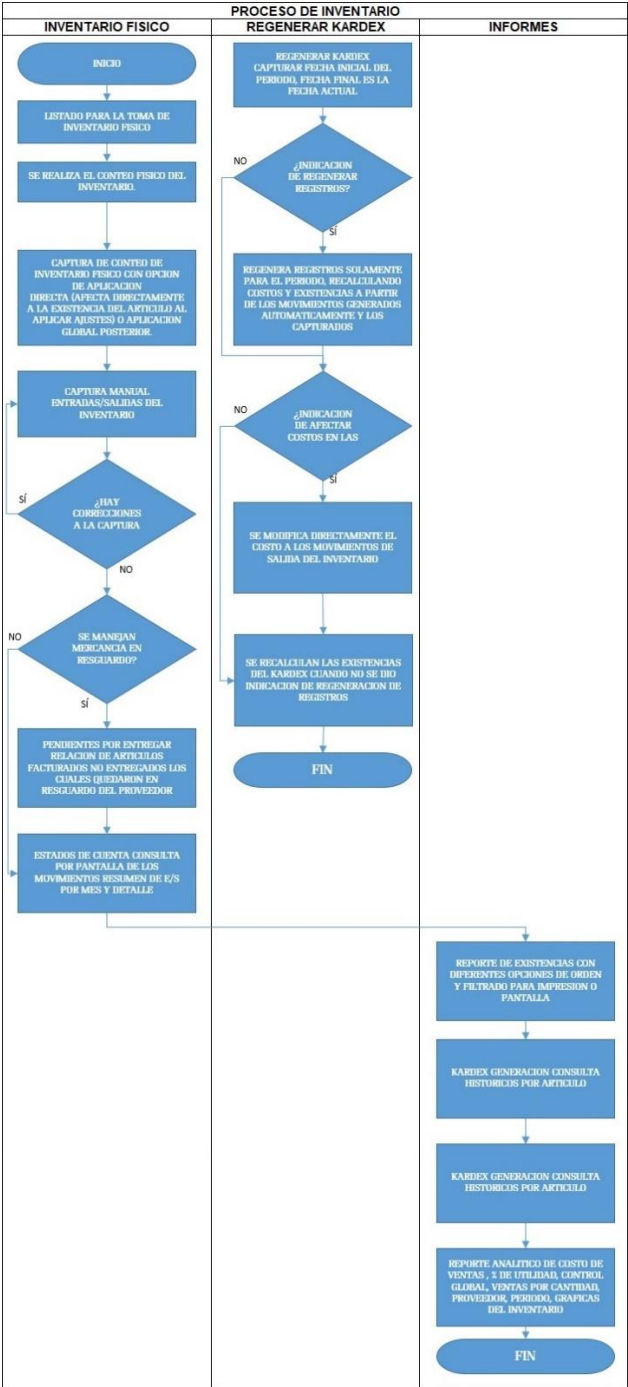 PROCESO DE INVENTARIO
INVENTARIO FISICO
REGENERAR KARDEX
INFORMES
INICIO
LISTADO PARA LA TOMA DE
INVENTARIO FISICO
SE REALIZA EL CONTEO FISICO DEL
INVENTARIO.
CAPTURA DE CONTEO DE
INVENTARIO FISICO CON OPCION
DE APLICACION
DIRECTA (AFECTA DIRECTAMENTE
A LA EXISTENCIA DEL ARTICULO AL
APLICAR AJUSTES) O APLICACION
GLOBAL POSTERIOR.
CAPTURA MANUAL
ENTRADAS/SALIDAS DEL
INVENTARIO
SÍ
¿HAY
CORRECCIONES
A LA CAPTURA
NO
NO
SE MANEJAN
MERCANCIA EN
RESGUARDO?
SÍ
PENDIENTES POR ENTREGAR
RELACION DE ARTICULOS
FACTURADOS NO ENTREGADOS LOS
CUALES QUEDARON EN
RESGUARDO DEL PROVEEDOR
ESTADOS DE CUENTA CONSULTA
POR PANTALLA DE LOS
MOVIMIENTOS RESUMEN DE E/S
POR MES Y DETALLE
REGENERAR KARDEX
CAPTURAR FECHA INICIAL DEL
PERIODO, FECHA FINAL ES LA
FECHA ACTUAL
NO
¿INDICACION
DE REGENERAR
REGISTROS?
SÍ
REGENERA REGISTROS SOLAMENTE
PARA EL PERIODO, RECALCULANDO
COSTOS Y EXISTENCIAS A PARTIR
DE LOS MOVIMIENTOS GENERADOS
AUTOMATICAMENTE Y LOS
CAPTURADOS
NO
¿INDICACION
DE AFECTAR
COSTOS EN LAS
SÍ
SE MODIFICA DIRECTAMENTE EL
COSTO A LOS MOVIMIENTOS DE
SALIDA DEL INVENTARIO
SE RECALCULAN LAS EXISTENCIAS
DEL KARDEX CUANDO NO SE DIO
INDICACION DE REGENERACION DE
REGISTROS
FIN
REPORTE DE EXISTENCIAS CON
DIFERENTES OPCIONES DE ORDEN
Y FILTRADO PARA IMPRESION O
PANTALLA
KARDEX GENERACION CONSULTA
HISTORICOS POR ARTICULO
KARDEX GENERACION CONSULTA
HISTORICOS POR ARTICULO
REPORTE ANALITICO DE COSTO DE
VENTAS , % DE UTILIDAD, CONTROL
GLOBAL, VENTAS POR CANTIDAD,
PROVEEDOR, PERIODO, GRAFICAS
DEL INVENTARIO
FIN